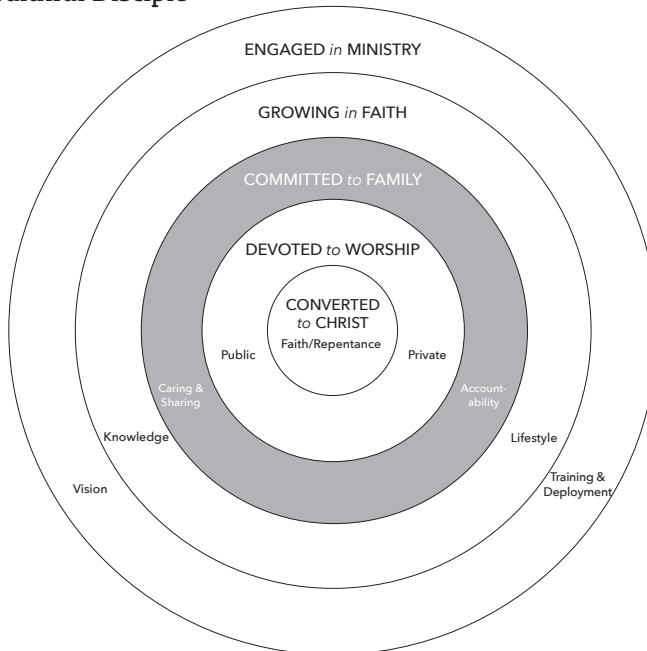 Disciple
ENGAGED in MINISTRY
GROWING in FAITH
COMMITTED to FAMILY
DEVOTED to WORSHIP
CONVERTED
to CHRIST
Faith/Repentance
Public
Private
Caring &
Sharing
Account-
ability
Knowledge
Lifestyle
Vision
Training &
Deployment